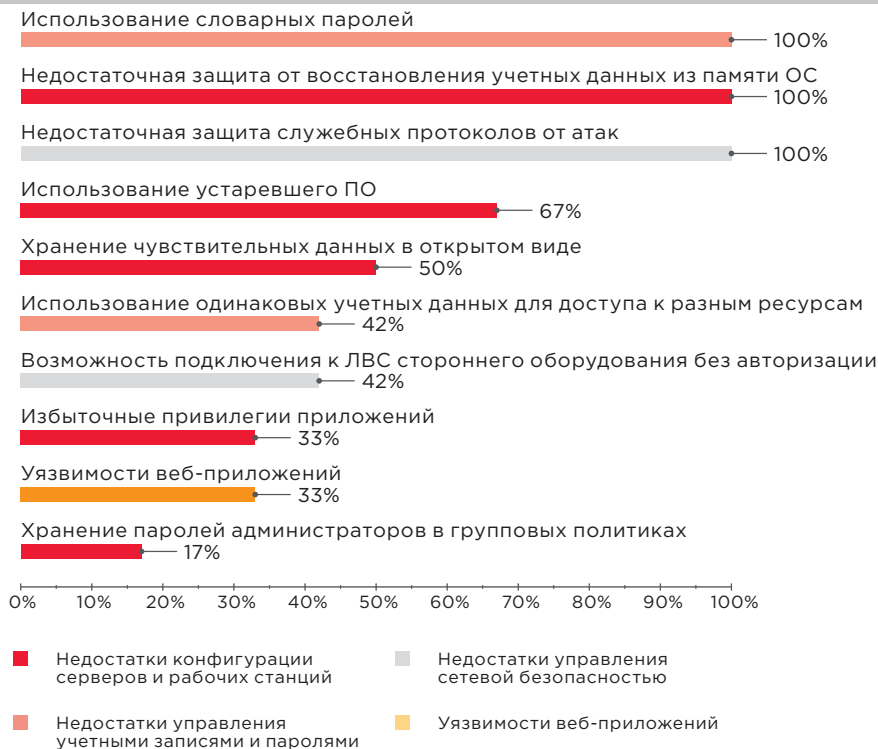 Использование словарных паролей
100%
Недостаточная защита от восстановления учетных данных из памяти ОС
100%
Недостаточная защита служебных протоколов от атак
100%
Использование устаревшего ПО
67%
Хранение чувствительных данных в открытом виде
50%
Использование одинаковых учетных данных для доступа к разным ресурсам
42%
Возможность подключения к ЛВС стороннего оборудования без авторизации
42%
Избыточные привилегии приложений
33%
Уязвимости веб-приложений
33%
Хранение паролей администраторов в групповых политиках
17%
0% 10% 20% 30% 40% 50% 60% 70% 80% 90% 100%
Недостатки конфигурации
серверов и рабочих станций
Недостатки управления
сетевой безопасностью
Недостатки управления
учетными записями и паролями
Уязвимости веб-приложений